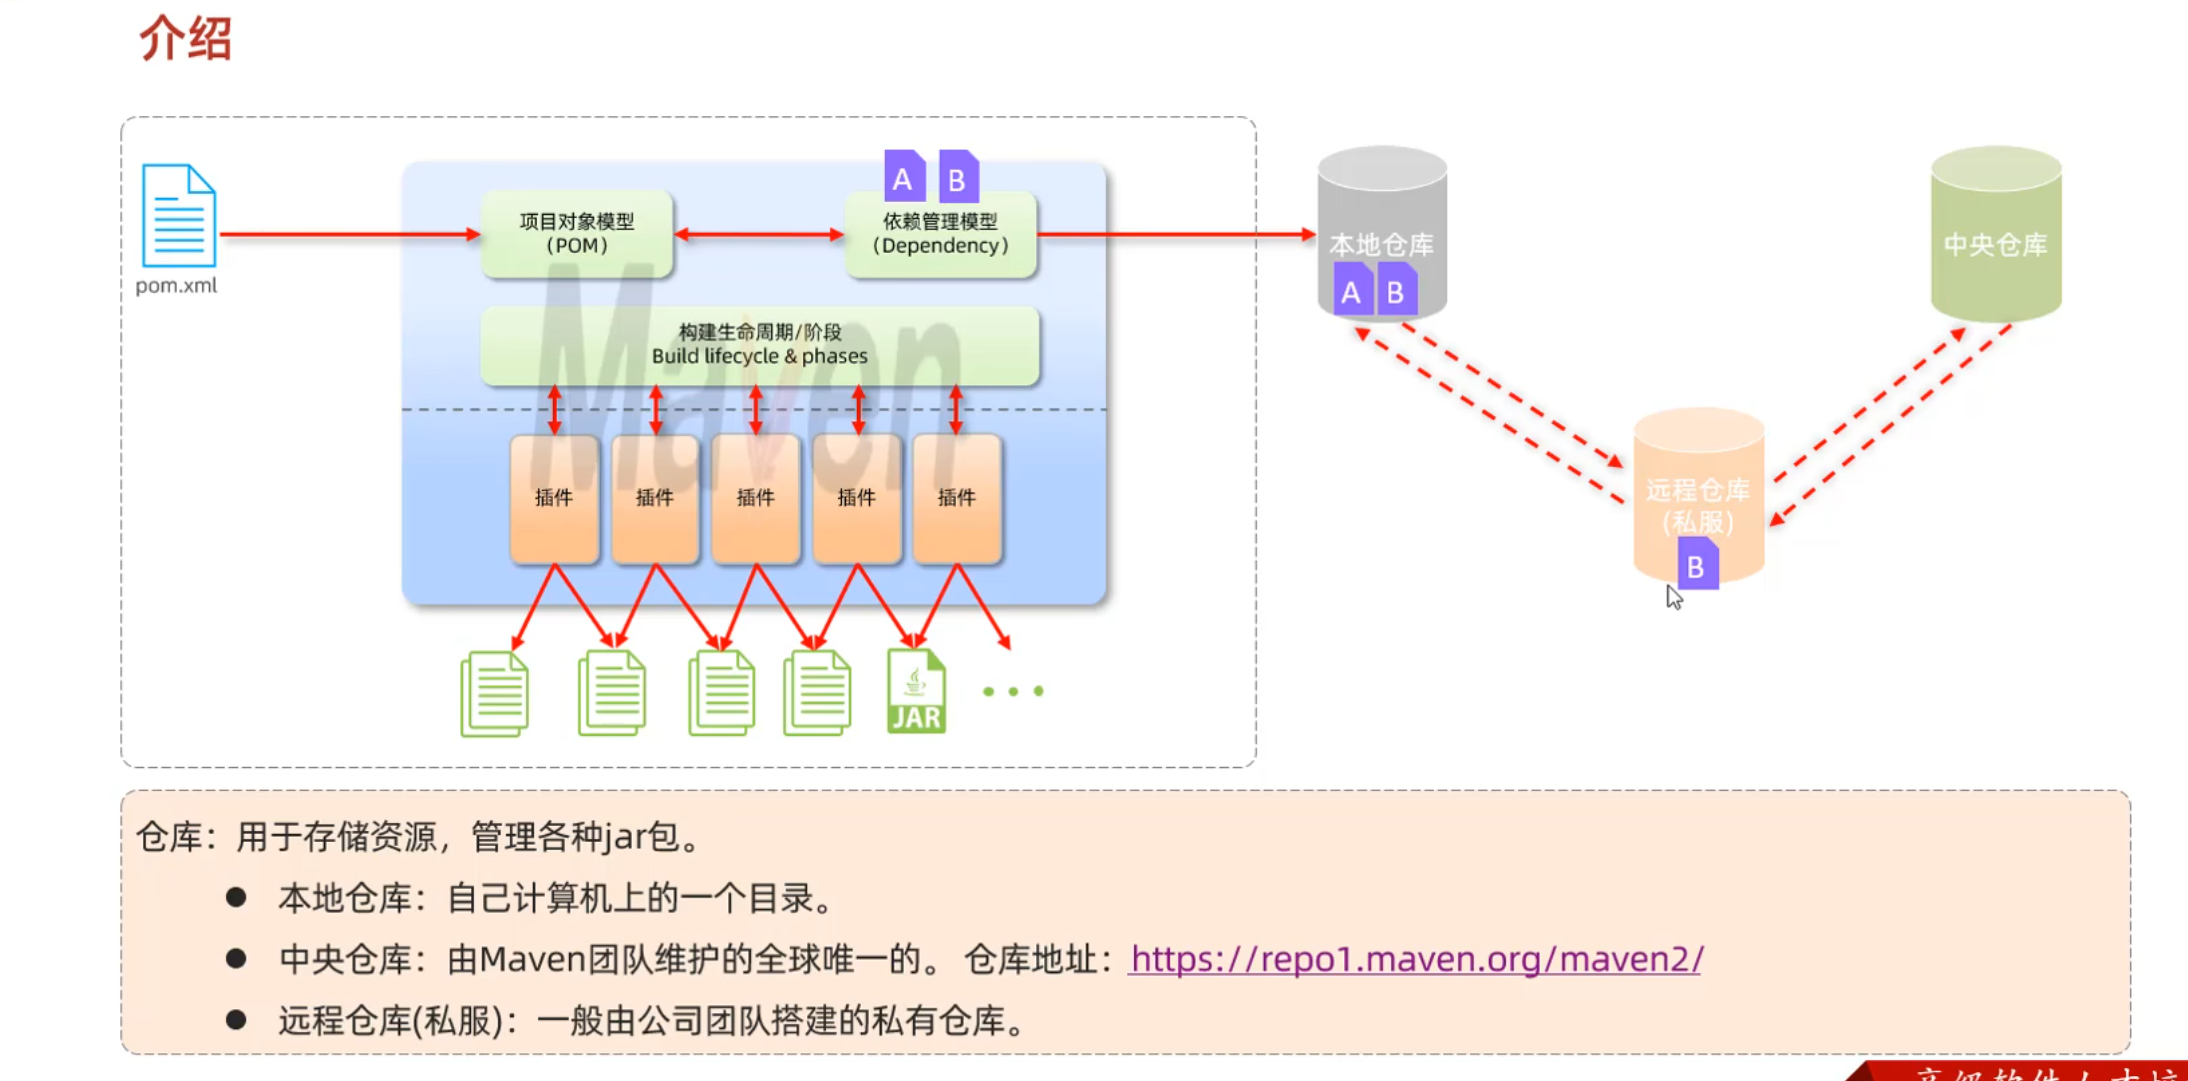 介绍
A B
项目对象模型
（POM）
依赖管理模型
（Dependency）
pom.xml
本地仓库
A B
中央仓库
构建生命周期/阶段
Build lifecycle & phases
Maven
插件 插件 插件 插件 插件
远程仓库
(私服)
B
JAR
仓库：用于存储资源，管理各种jar包。
● 本地仓库：自己计算机上的一个目录。
● 中央仓库：由Maven团队维护的全球唯一的。 仓库地址：https://repo1.maven.org/maven2/
● 远程仓库(私服)：一般由公司团队搭建的私有仓库。